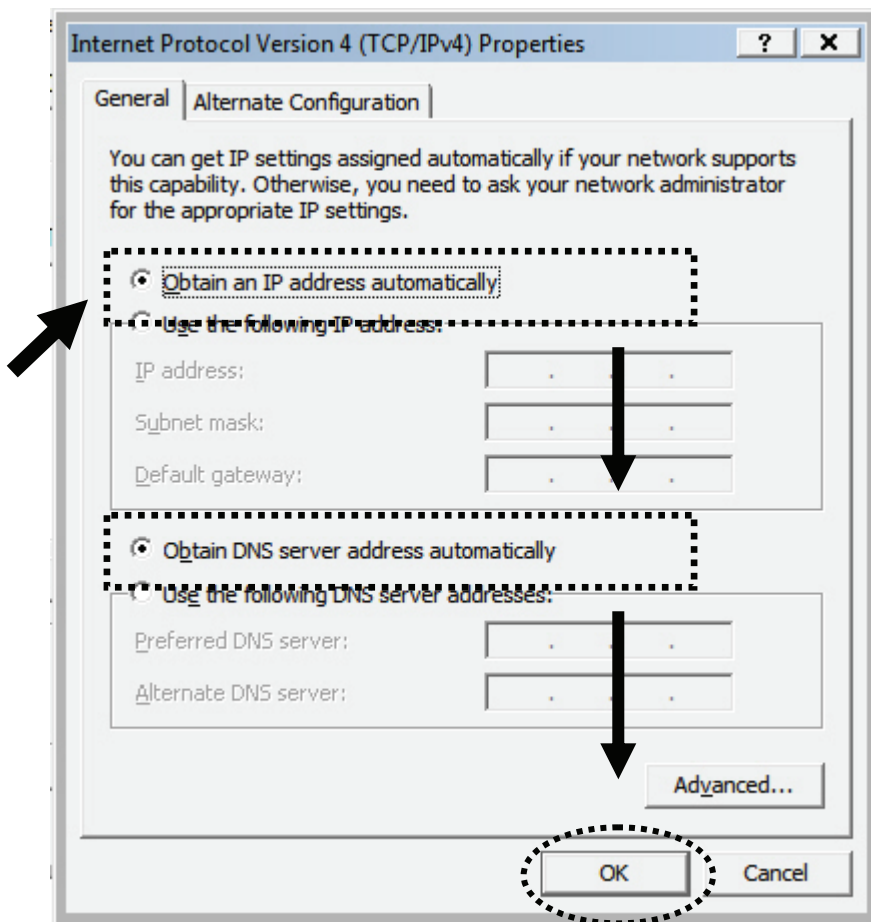 Internet Protocol Version 4 (TCP/IPv4) Properties
?
X
General
Alternate Configuration
You can get IP settings assigned automatically if your network supports
this capability. Otherwise, you need to ask your network administrator
for the appropriate IP settings.
Obtain an IP address automatically
Use the following IP address:
IP address:
Subnet mask:
Default gateway:
Obtain DNS server address automatically
Use the following DNS server addresses:
Preferred DNS server:
Alternate DNS server:
Advanced...
OK
Cancel